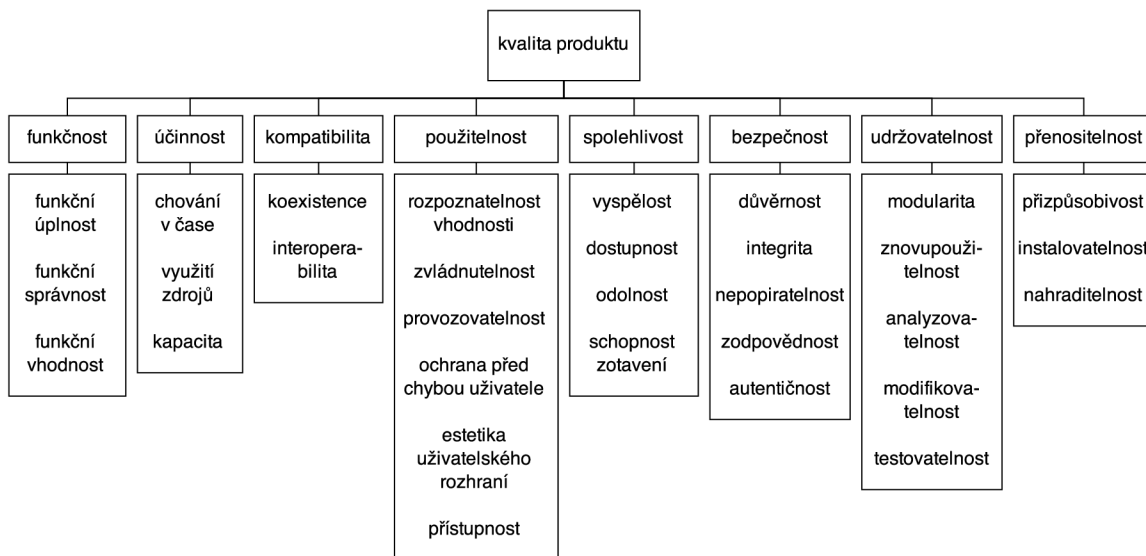 kvalita produktu
funkčnost
účinnost
kompatibilita
použitelnost
spolehlivost
bezpečnost
udržovatelnost
přenositelnost
funkční
úplnost
funkční
správnost
funkční
vhodnost
chování
v čase
využití
zdrojů
kapacita
koexistence
interopera-
bilita
rozpoznatelnost
vhodnosti
zvládnutelnost
provozovatelnost
ochrana před
chybou uživatele
estetika
uživatelského
rozhraní
přístupnost
vyspělost
dostupnost
odolnost
schopnost
zotavení
důvěrnost
integrita
nepopiratelnost
zodpovědnost
autentičnost
modularita
znovupouži-
telnost
analyzova-
telnost
modifikova-
telnost
testovatelnost
přizpůsobivost
instalovatelnost
nahraditelnost